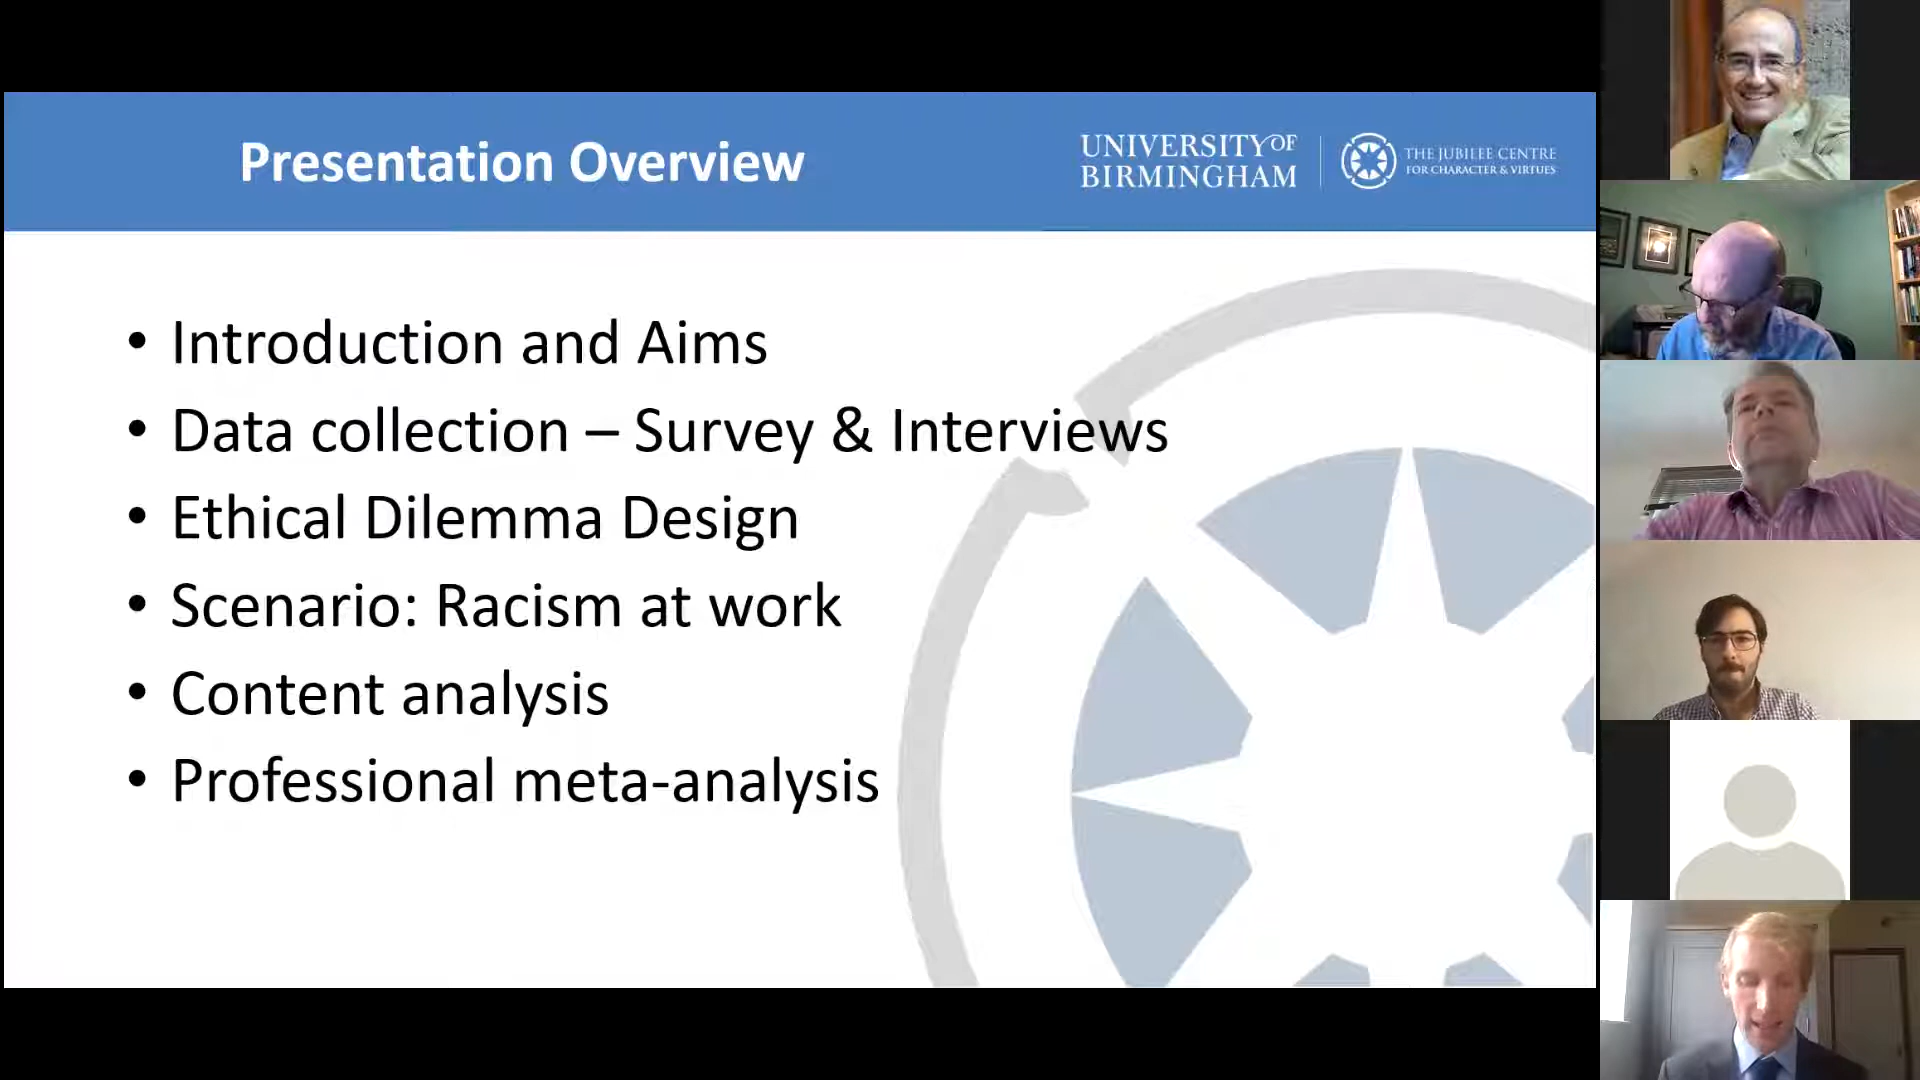 Presentation Overview
UNIVERSITY OF
BIRMINGHAM
THE JUBILEE CENTRE
FOR CHARACTER & VIRTUES
• Introduction and Aims
• Data collection – Survey & Interviews
• Ethical Dilemma Design
• Scenario: Racism at work
• Content analysis
• Professional meta-analysis